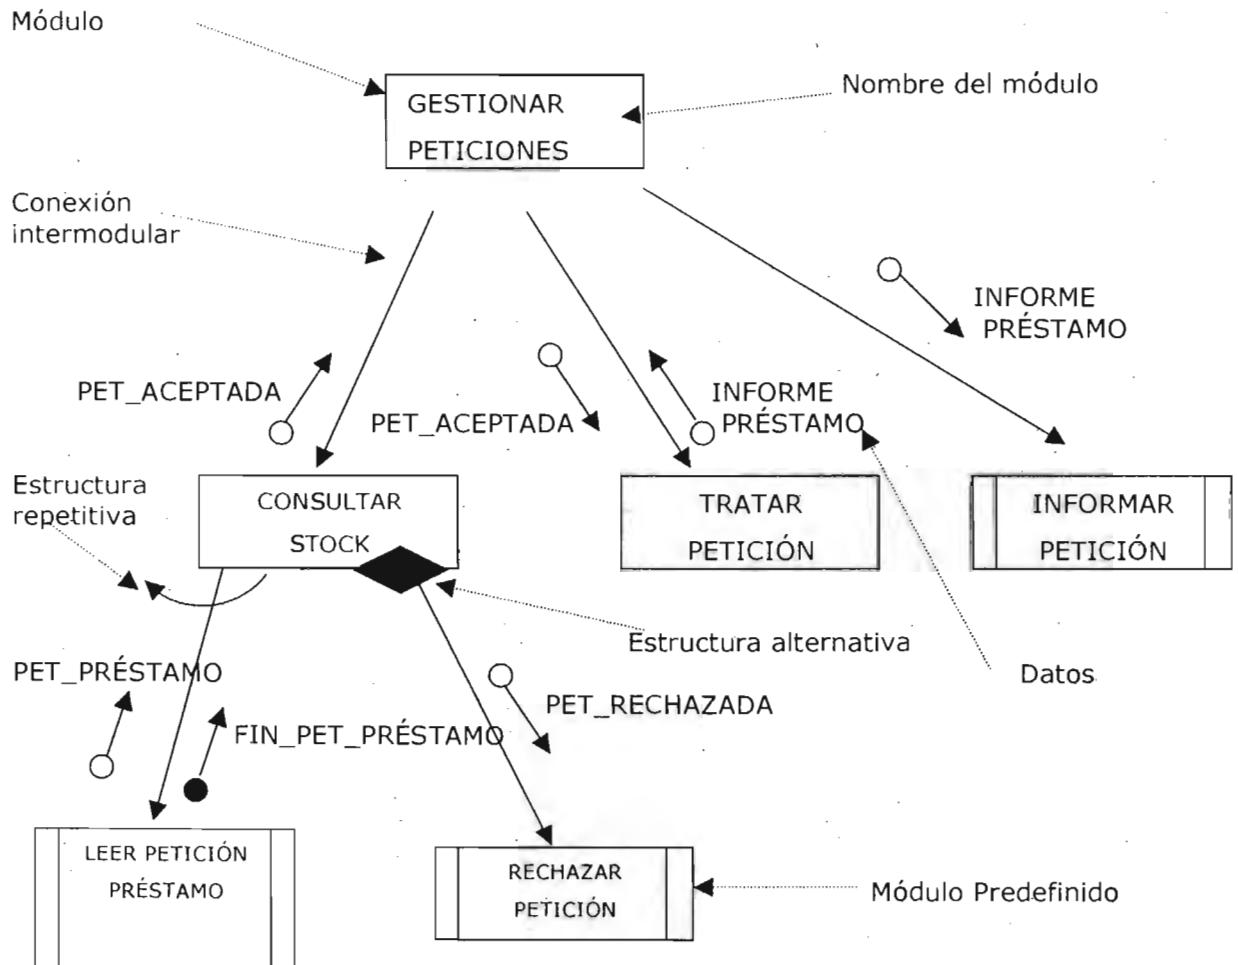 Módulo
GESTIONAR
PETICIONES
Nombre del módulo
Conexión
intermodular
INFORME
PRÉSTAMO
PET_ACEPTADA
PET_ACEPTADA
INFORME
PRÉSTAMO
Estructura
repetitiva
CONSULTAR
STOCK
TRATAR
PETICIÓN
INFORMAR
PETICIÓN
Estructura alternativa
Datos
PET_PRÉSTAMO
FIN_PET_PRÉSTAMO
PET_RECHAZADA
LEER PETICIÓN
PRÉSTAMO
RECHAZAR
PETICIÓN
Módulo Predefinido